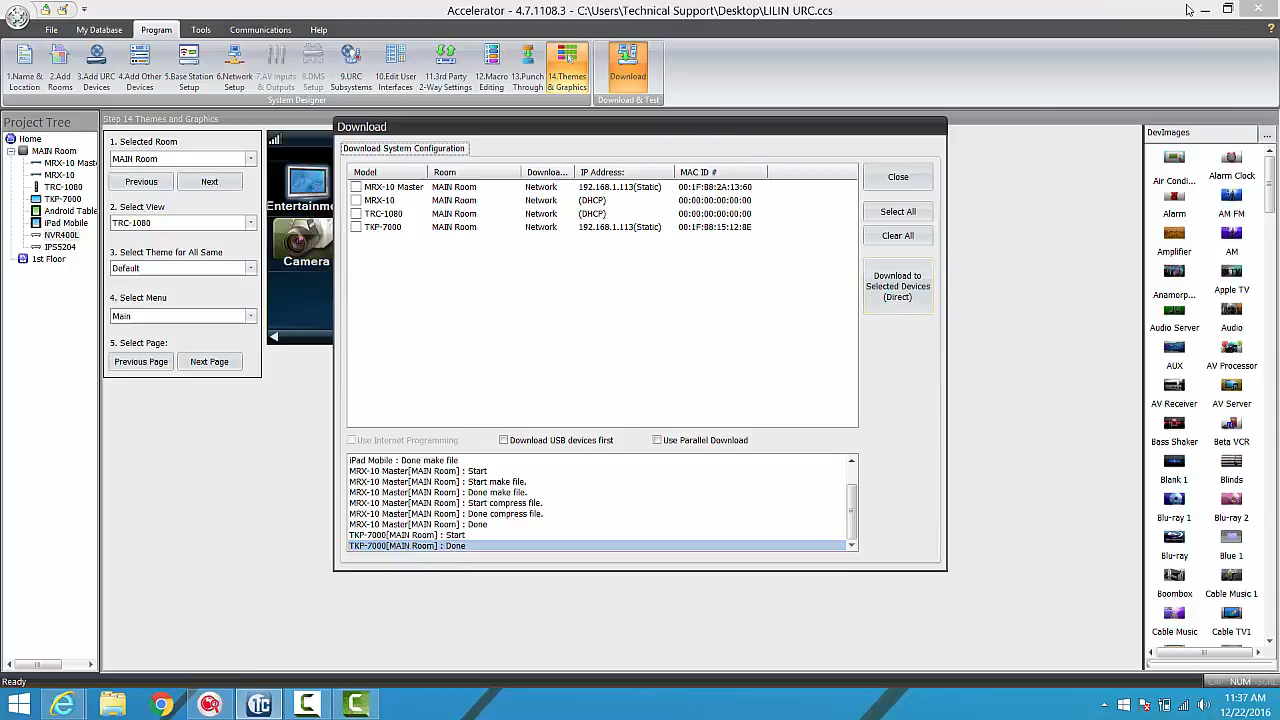 Accelerator - 4.7.1108.3 - C:\Users\Technical Support\Desktop\LILIN URC.ccs
File My Database Program Tools Communications Help
1.Name & Location
2.Add Rooms
3.Add URC Devices
4.Add Other Devices
5.Base Station Setup
6.Network Setup
7.AV Inputs & Outputs
8.DMS Setup
9.URC Subsystems
10.Edit User Interfaces
11.3rd Party 2-Way Settings
12.Macro Editing
13.Punch Through
14.Themes & Graphics
Download
System Designer
Download & Test
Project Tree
Home
MAIN Room
MRX-10 Mast
MRX-10
TRC-1080
TKP-7000
Android Table
iPad Mobile
NVR400L
IPS5204
1st Floor
Step 14 Themes and Graphics
1. Selected Room
MAIN Room
Previous Next
2. Select View
TRC-1080
3. Select Theme for All Same
Default
4. Select Menu
Main
5. Select Page:
Previous Page Next Page
Entertainme
Camera
Download
Download System Configuration
Model Room Downloa... IP Address: MAC ID #
MRX-10 Master MAIN Room Network 192.168.1.113(Static) 00:1F:B8:2A:13:60
MRX-10 MAIN Room Network (DHCP) 00:00:00:00:00:00
TRC-1080 MAIN Room Network (DHCP) 00:00:00:00:00:00
TKP-7000 MAIN Room Network 192.168.1.113(Static) 00:1F:B8:15:12:8E
Close
Select All
Clear All
Download to
Selected Devices
(Direct)
Use Internet Programming Download USB devices first Use Parallel Download
iPad Mobile : Done make file
MRX-10 Master[MAIN Room] : Start
MRX-10 Master[MAIN Room] : Start make file.
MRX-10 Master[MAIN Room] : Done make file.
MRX-10 Master[MAIN Room] : Start compress file.
MRX-10 Master[MAIN Room] : Done compress file.
MRX-10 Master[MAIN Room] : Done
TKP-7000[MAIN Room] : Start
TKP-7000[MAIN Room] : Done
DevImages ...
Air Condi... Alarm Clock
Alarm AM FM
Amplifier AM
Anamorp... Apple TV
Audio Server Audio
AUX AV Processor
AV Receiver AV Server
Bass Shaker Beta VCR
Blank 1 Blinds
Blu-ray 1 Blu-ray 2
Blu-ray Blue 1
Boombox Cable Music 1
Cable Music Cable TV1
Ready
CAP NUM SCRL
11:37 AM
12/22/2016